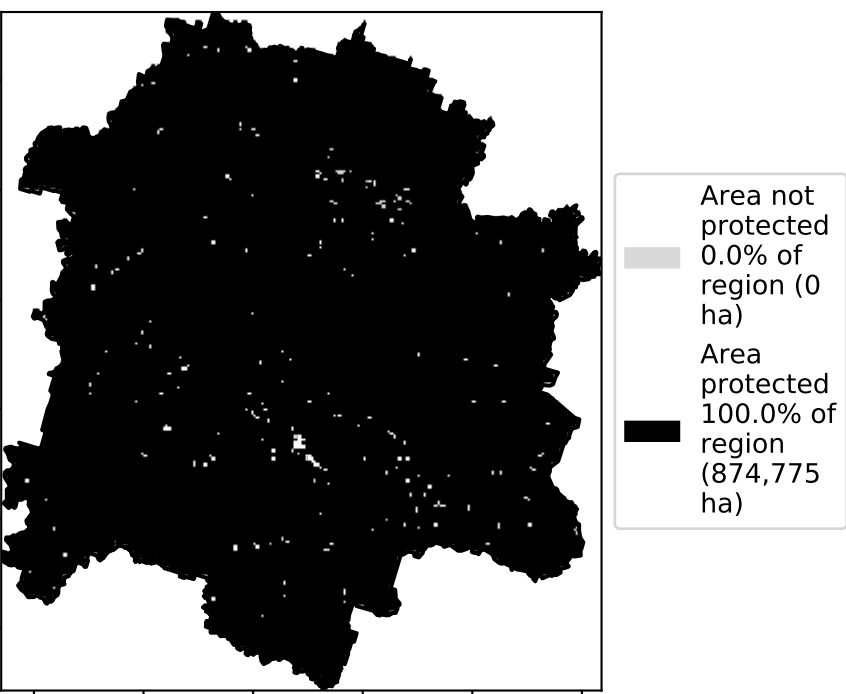 Area not
protected
0.0% of
region (0
ha)
Area
protected
100.0% of
region
(874,775
ha)